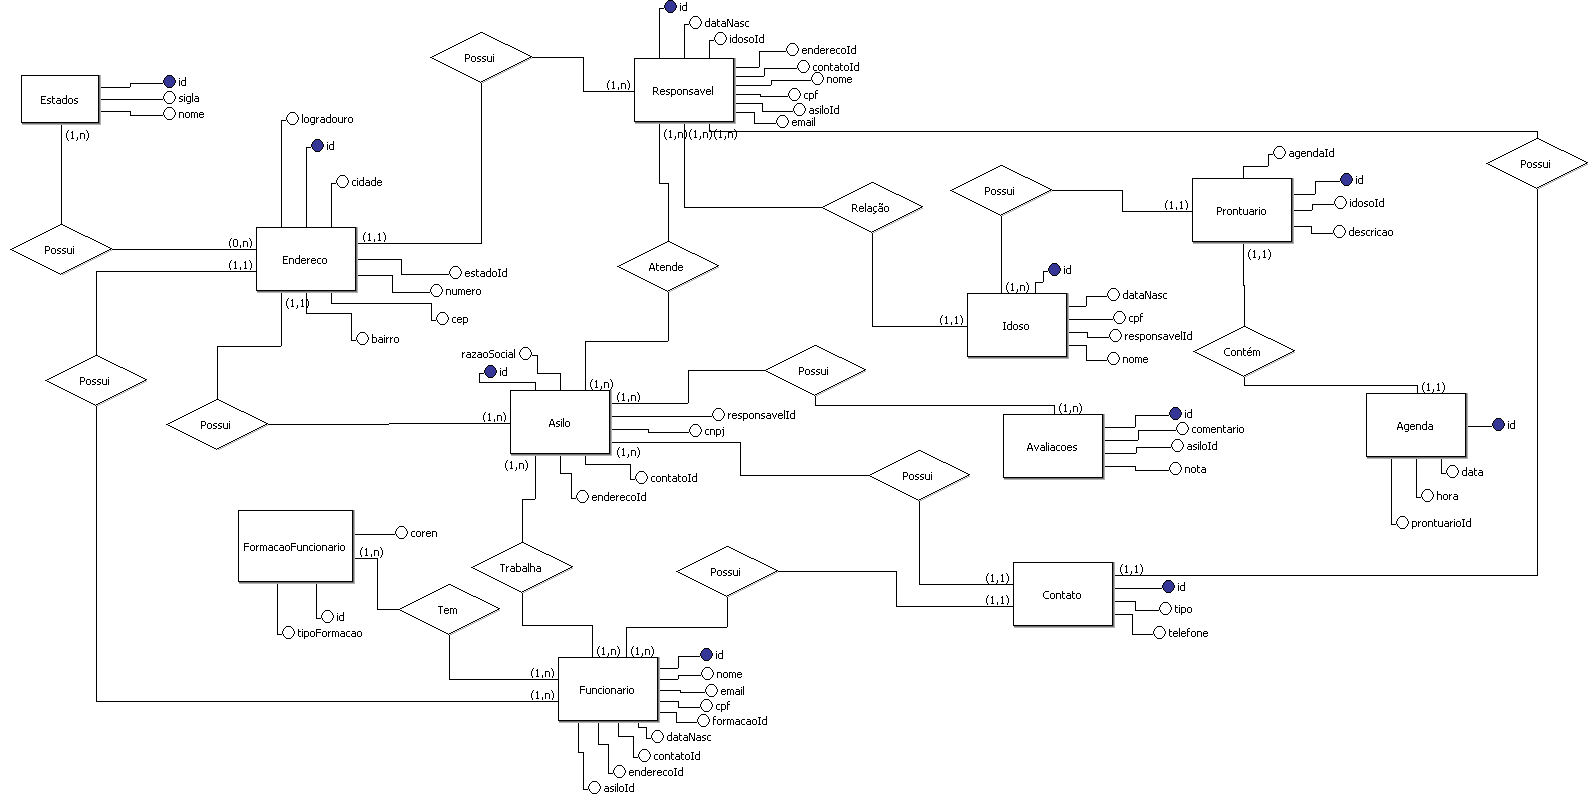 id
dataNasc
idosoId
enderecoId
contatoId
nome
cpf
asiloId
email
Responsavel
(1,n)
(1,n)
(1,n)
(1,n)
Possui
Estados
id
sigla
nome
(1,n)
Possui
logradouro
id
cidade
Endereco
(0,n)
(1,1)
(1,1)
(1,1)
estadoId
numero
cep
bairro
Possui
Possui
Atende
Relação
Possui
agendaId
Prontuario
(1,1)
id
idosoId
descricao
(1,1)
Possui
Contém
id
(1,n)
Idoso
(1,1)
dataNasc
cpf
responsavelId
nome
razaoSocial
id
Asilo
(1,n)
(1,n)
(1,n)
(1,n)
(1,n)
responsavelId
cnpj
contatoId
enderecoId
Possui
(1,n)
Avaliacoes
id
comentario
asiloId
nota
(1,1)
Agenda
id
data
hora
prontuarioId
Possui
FormacaoFuncionario
coren
(1,n)
id
tipoFormacao
Tem
Trabalha
Possui
(1,1)
(1,1)
(1,1)
Contato
id
tipo
telefone
(1,n)
(1,n)
(1,n)
(1,n)
Funcionario
id
nome
email
cpf
formacaoId
dataNasc
contatoId
enderecoId
asiloId